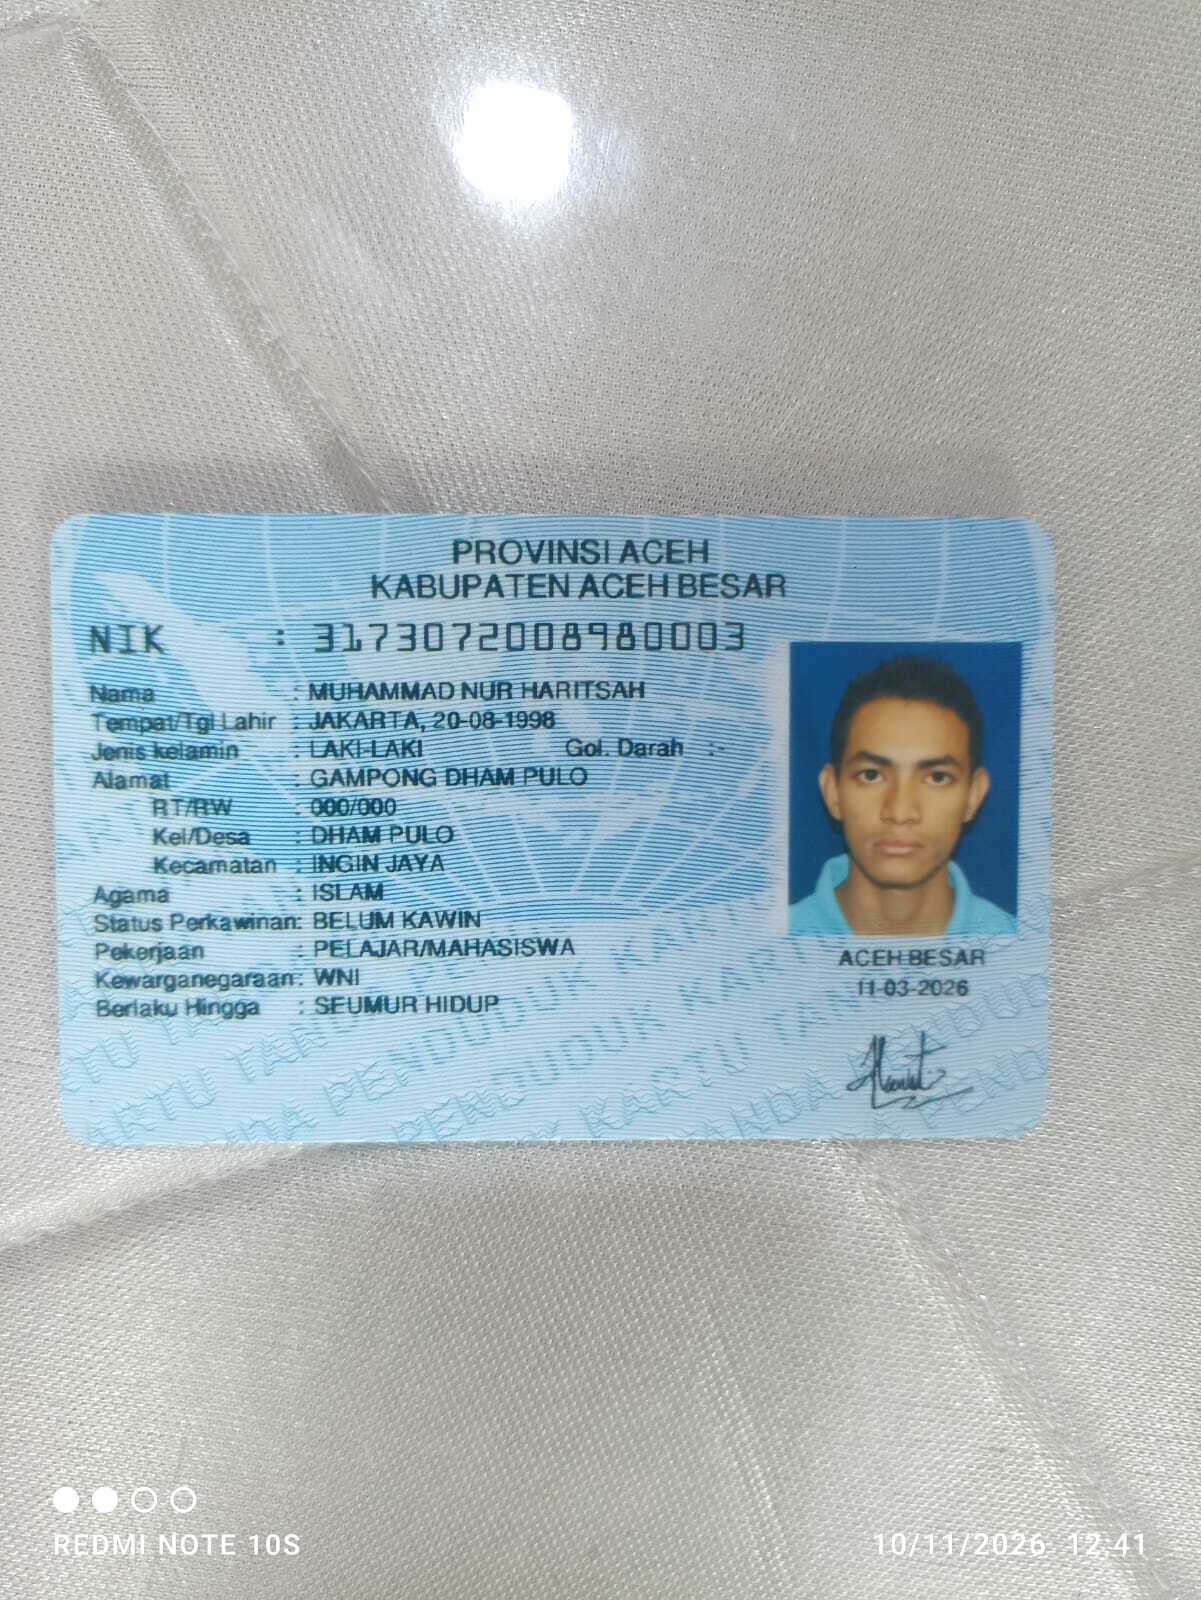 PROVINSI ACEH
KABUPATEN ACEH BESAR
NIK : 3173072008980003
Nama : MUHAMMAD NUR HARITSAH
Tempat/Tgl Lahir : JAKARTA, 20-08-1998
Jenis kelamin : LAKI-LAKI Gol. Darah : -
Alamat : GAMPONG DHAM PULO
RT/RW : 000/000
Kel/Desa : DHAM PULO
Kecamatan : INGIN JAYA
Agama : ISLAM
Status Perkawinan: BELUM KAWIN
Pekerjaan : PELAJAR/MAHASISWA
Kewarganegaraan: WNI
Berlaku Hingga : SEUMUR HIDUP
ACEH BESAR
11-03-2026
REDMI NOTE 10S
10/11/2026 12:41